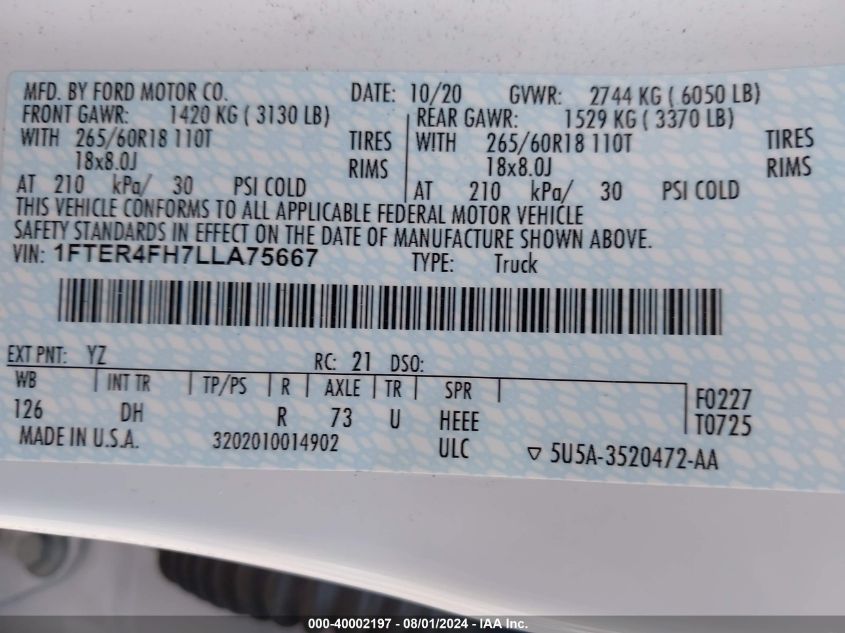 MFD. BY FORD MOTOR CO. DATE: 10/20 GVWR: 2744 KG ( 6050 LB)
FRONT GAWR: 1420 KG ( 3130 LB) REAR GAWR: 1529 KG ( 3370 LB)
WITH 265/60R18 110T TIRES WITH 265/60R18 110T TIRES
18x8.0J RIMS 18x8.0J RIMS
AT 210 kPa/ 30 PSI COLD AT 210 kPa/ 30 PSI COLD
THIS VEHICLE CONFORMS TO ALL APPLICABLE FEDERAL MOTOR VEHICLE
SAFETY STANDARDS IN EFFECT ON THE DATE OF MANUFACTURE SHOWN ABOVE.
VIN: 1FTER4FH7LLA75667 TYPE: Truck
EXT PNT: YZ RC: 21 DSO:
WB INT TR TP/PS R AXLE TR SPR F0227
126 DH R 73 U HEEE T0725
MADE IN U.S.A. 3202010014902 ULC ▽ 5U5A-3520472-AA
000-40002197 - 08/01/2024 - IAA Inc.